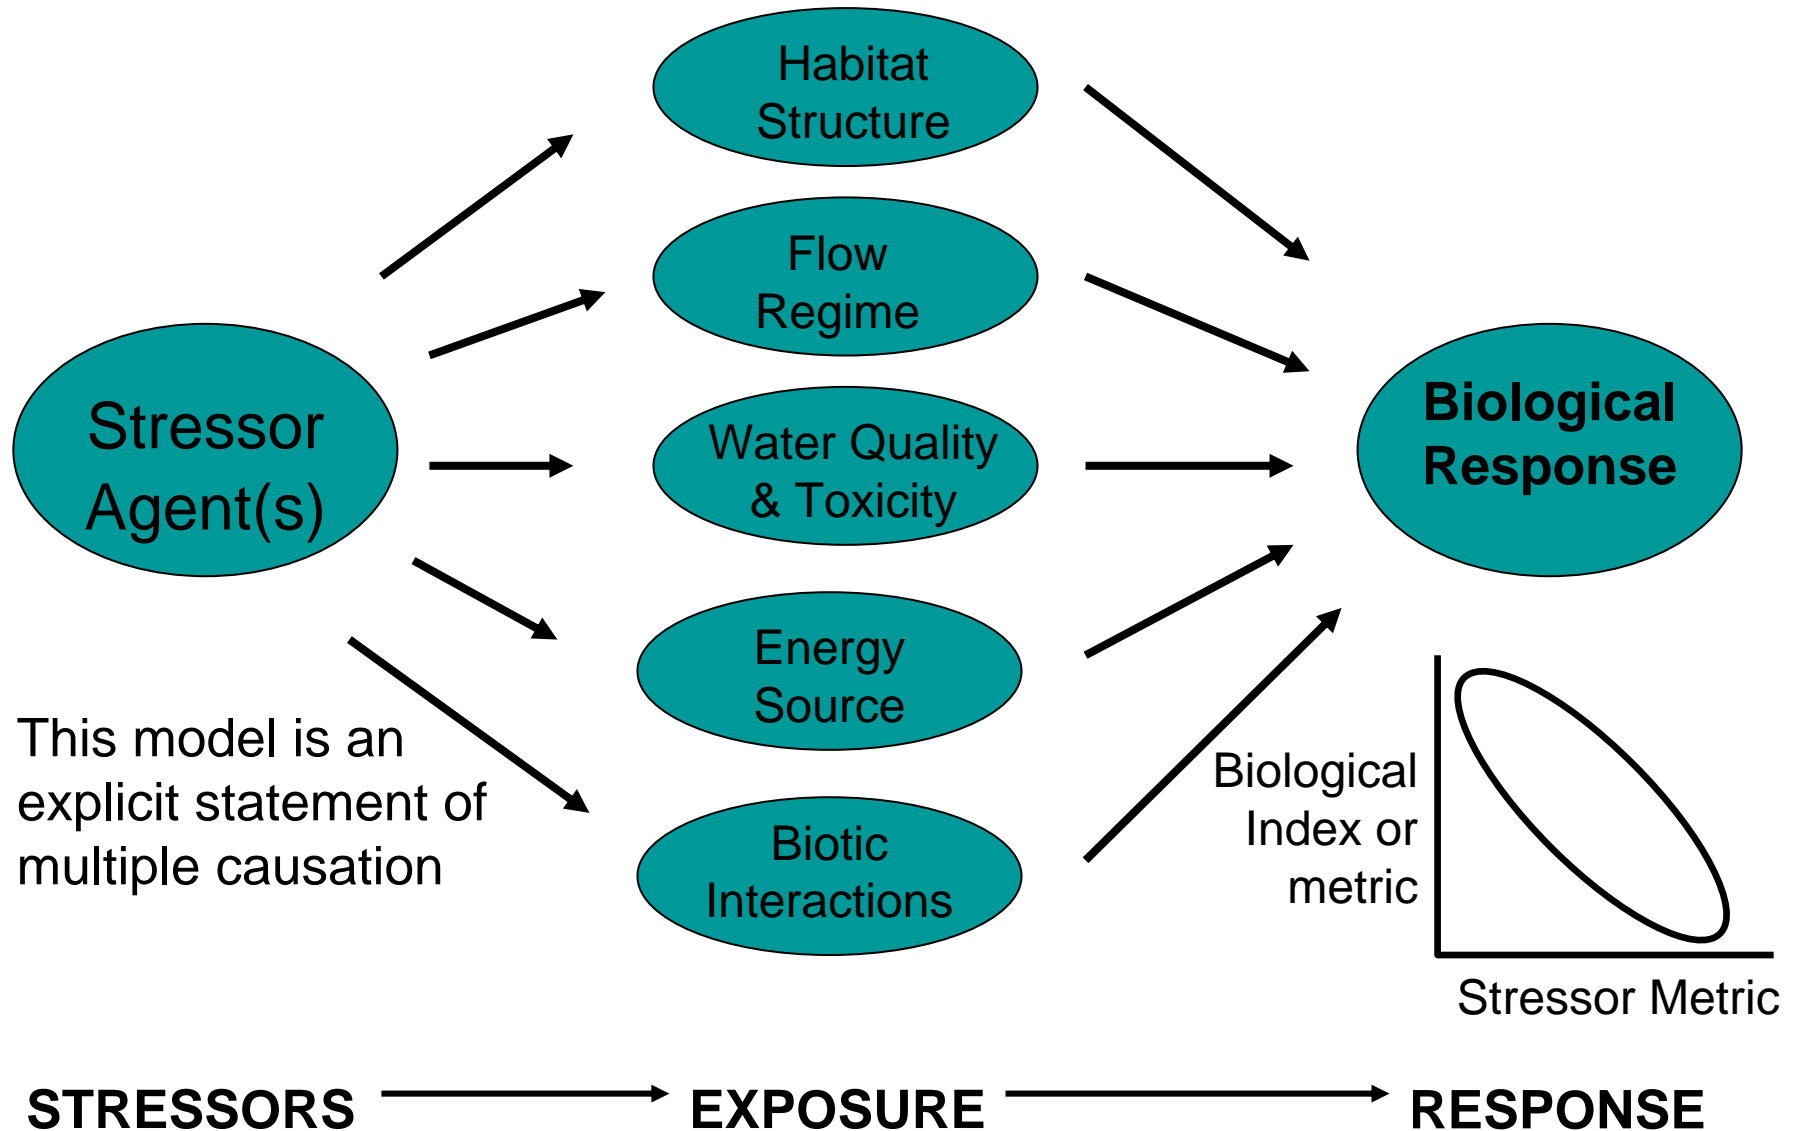 Habitat
Structure
Flow
Regime
Stressor
Agent(s)
Water Quality
& Toxicity
Biological
Response
Energy
Source
Biotic
Interactions
This model is an
explicit statement of
multiple causation
Biological
Index or
metric
Stressor Metric
STRESSORS
EXPOSURE
RESPONSE